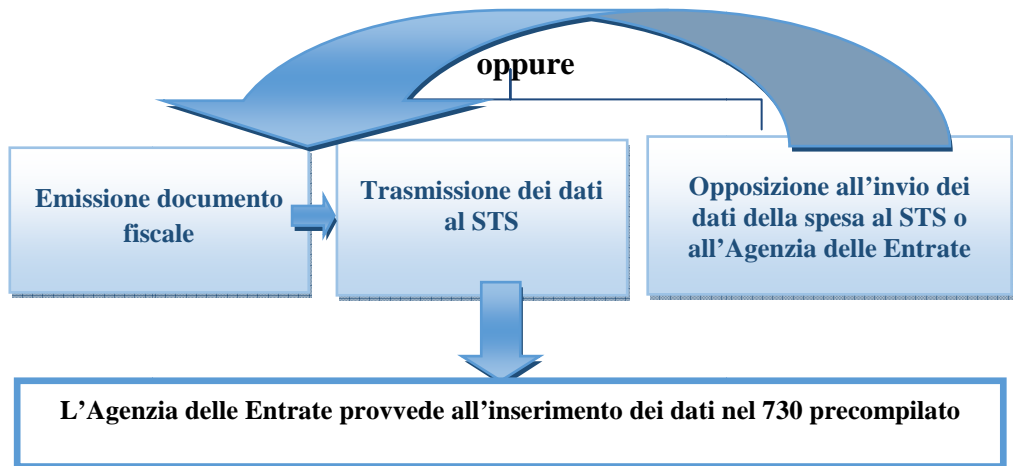 oppure
Emissione documento
fiscale
Trasmissione dei dati
al STS
Opposizione all’invio dei
dati della spesa al STS o
all’Agenzia delle Entrate
L’Agenzia delle Entrate provvede all’inserimento dei dati nel 730 precompilato